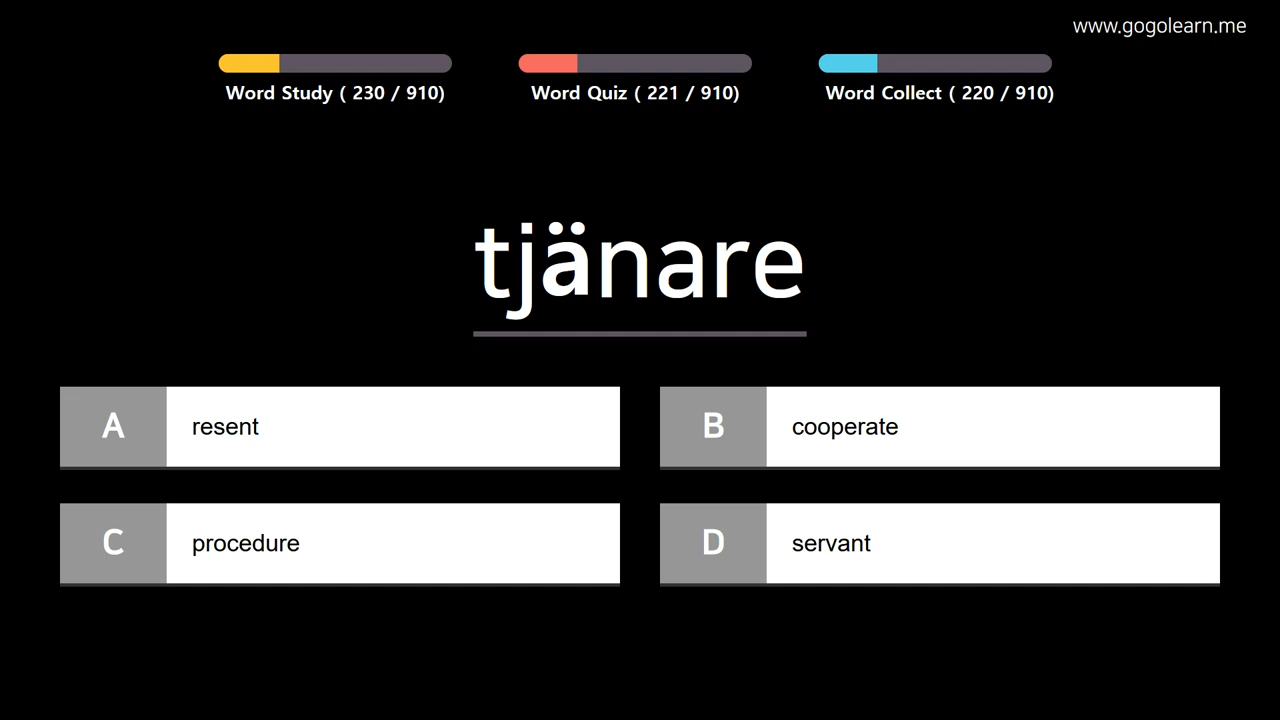 www.gogolearn.me
Word Study ( 230 / 910)
Word Quiz ( 221 / 910)
Word Collect ( 220 / 910)
tjänare
A resent
B cooperate
C procedure
D servant